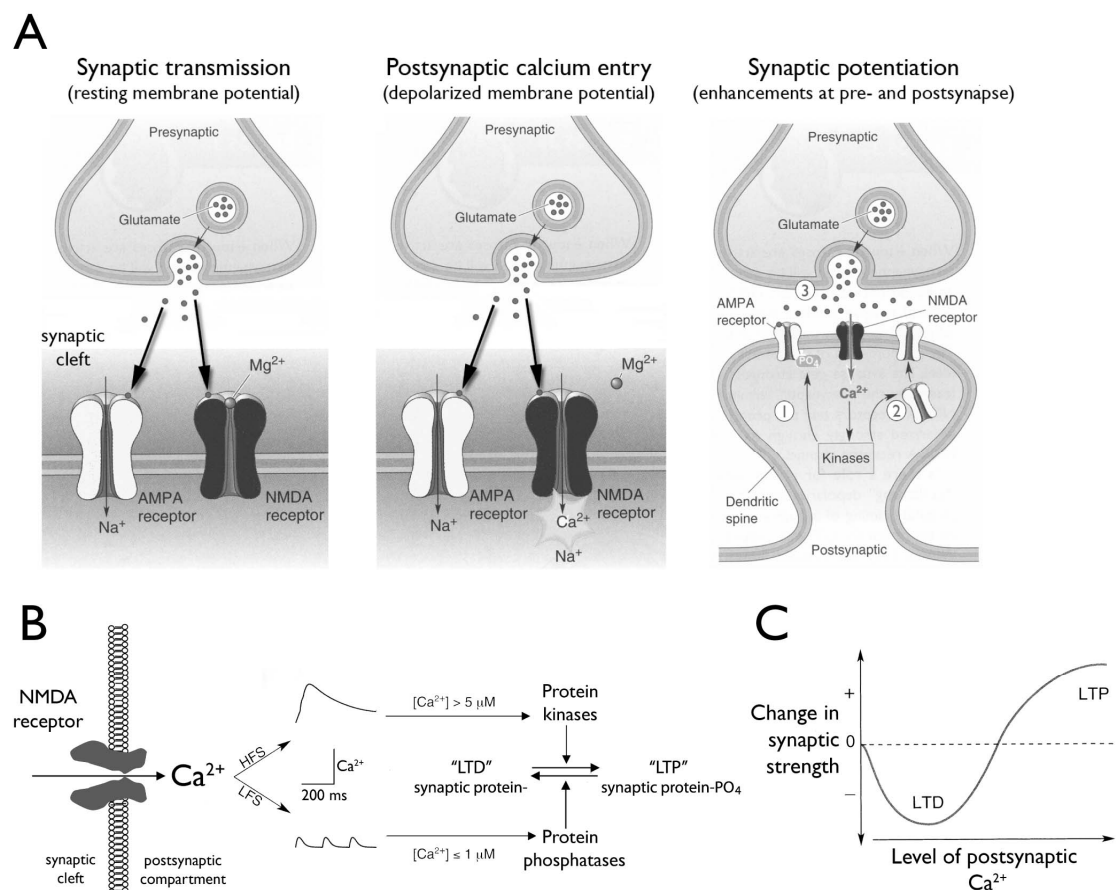 A
Synaptic transmission
(resting membrane potential)
Presynaptic
Glutamate
synaptic
cleft
Mg²⁺
AMPA
receptor
NMDA
receptor
Na⁺
Postsynaptic calcium entry
(depolarized membrane potential)
Presynaptic
Glutamate
Mg²⁺
AMPA
receptor
NMDA
receptor
Na⁺
Ca²⁺
Na⁺
Synaptic potentiation
(enhancements at pre- and postsynapse)
Presynaptic
Glutamate
3
AMPA
receptor
NMDA
receptor
PO₄
Ca²⁺
1
2
Kinases
Dendritic
spine
Postsynaptic
B
NMDA
receptor
Ca²⁺
HFS
LFS
synaptic
cleft
postsynaptic
compartment
Ca²⁺
200 ms
[Ca²⁺] > 5 μM
Protein
kinases
"LTD"
synaptic protein-
"LTP"
synaptic protein-PO₄
[Ca²⁺] ≤ 1 μM
Protein
phosphatases
C
Change in
synaptic
strength
+
0
–
LTD
LTP
Level of postsynaptic
Ca²⁺